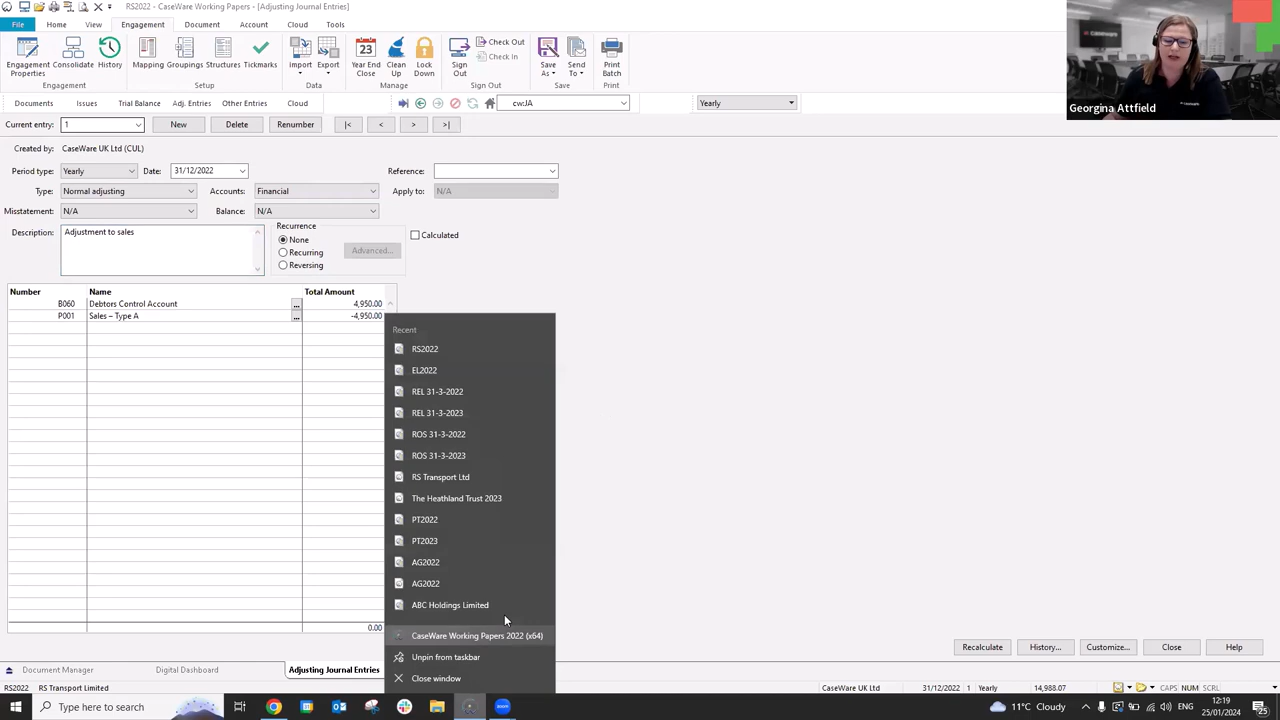 RS2022 - CaseWare Working Papers - [Adjusting Journal Entries]
File Home View Engagement Document Account Cloud Tools
Engagement Properties Consolidate History Mapping Groupings Structures Tickmarks Import Export Year End Close Clean Up Lock Down Sign Out Check Out Check In Save As Send To Print Batch
Engagement Setup Data Manage Sign Out Save Print
Documents Issues Trial Balance Adj. Entries Other Entries Cloud cw:JA Yearly
Current entry: 1 New Delete Renumber |< < > >|
Created by: CaseWare UK Ltd (CUL)
Period type: Yearly Date: 31/12/2022 Reference:
Type: Normal adjusting Accounts: Financial Apply to: N/A
Misstatement: N/A Balance: N/A
Description: Adjustment to sales
Recurrence
None
Recurring
Reversing
Advanced...
Calculated
Number Name Total Amount
B060 Debtors Control Account ... 4,950.00
P001 Sales – Type A ... -4,950.00
0.00
Recent
RS2022
EL2022
REL 31-3-2022
REL 31-3-2023
ROS 31-3-2022
ROS 31-3-2023
RS Transport Ltd
The Heathland Trust 2023
PT2022
PT2023
AG2022
AG2022
ABC Holdings Limited
CaseWare Working Papers 2022 (x64)
Unpin from taskbar
Close window
Recalculate History... Customize... Close Help
Document Manager Digital Dashboard Adjusting Journal Entries
RS2022 RS Transport Limited CaseWare UK Ltd 31/12/2022 1 Yearly 14,988.07 CAP NUM SCRL
Type here to search
11°C Cloudy
12:19
25/01/2024
25
Georgina Attfield